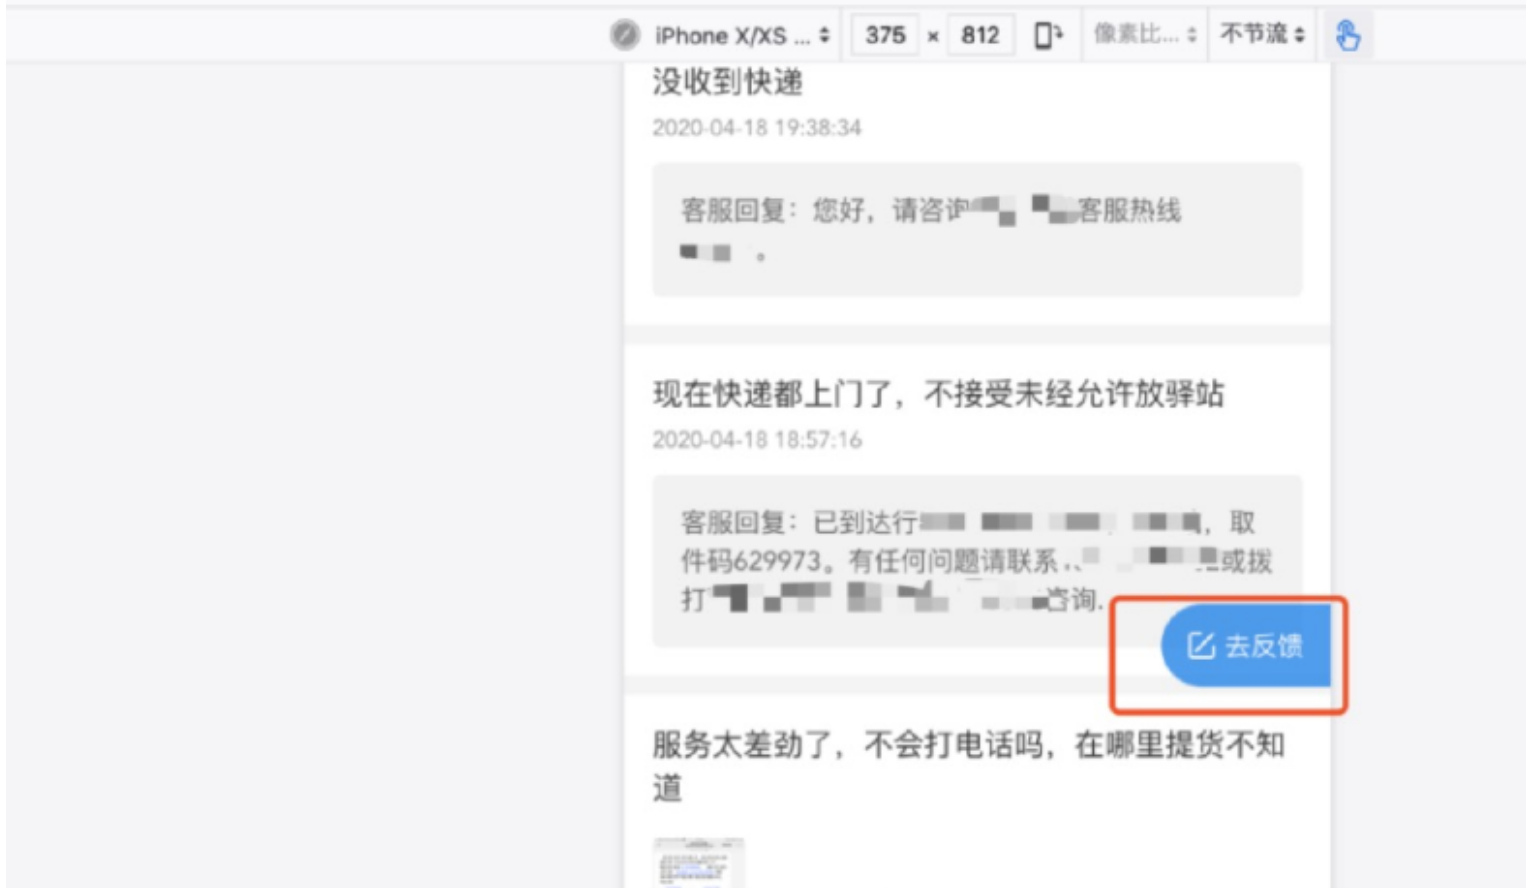 iPhone X/XS ... 375 × 812 像素比... 不节流
没收到快递
2020-04-18 19:38:34
客服回复：您好，请咨询 客服热线
。
现在快递都上门了，不接受未经允许放驿站
2020-04-18 18:57:16
客服回复：已到达行 ，取
件码629973。有任何问题请联系 或拨
打 咨询.
去反馈
服务太差劲了，不会打电话吗，在哪里提货不知
道